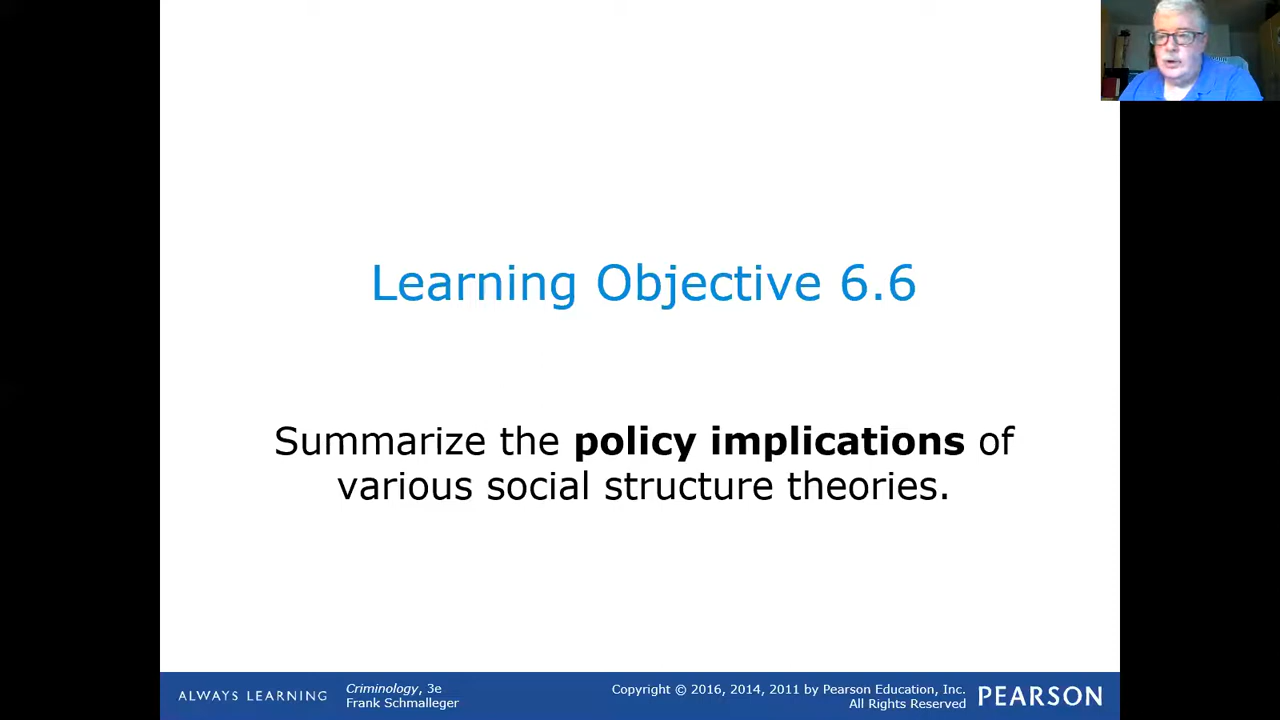 Learning Objective 6.6
Summarize the policy implications of
various social structure theories.
ALWAYS LEARNING
Criminology, 3e
Frank Schmalleger
Copyright © 2016, 2014, 2011 by Pearson Education, Inc.
All Rights Reserved
PEARSON